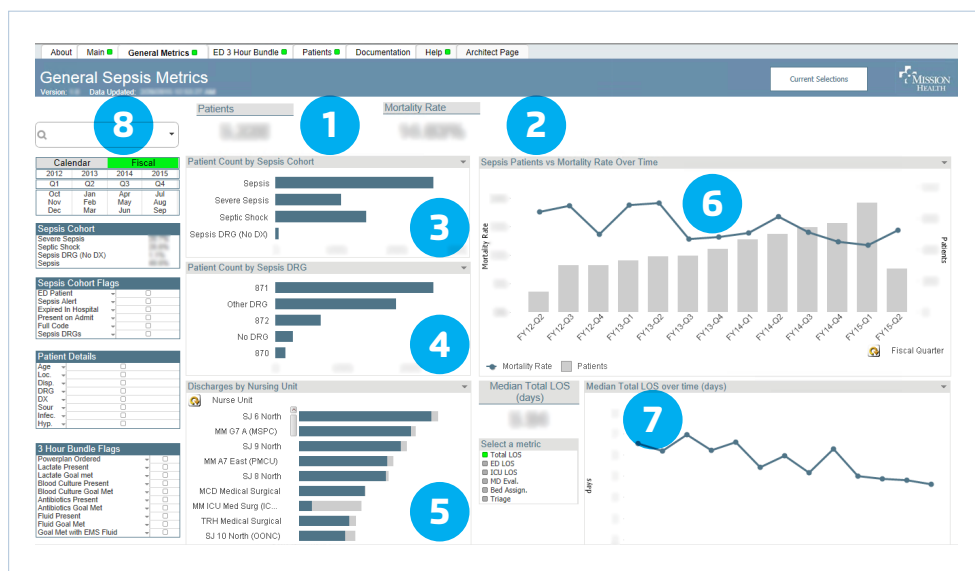 About Main General Metrics ED 3 Hour Bundle Patients Documentation Help Architect Page
General Sepsis Metrics
Version: Data Updated:
Current Selections
MISSION HEALTH
8
Patients
1
Mortality Rate
2
Calendar Fiscal
2012 2013 2014 2015
Q1 Q2 Q3 Q4
Oct Jan Apr Jul
Nov Feb May Aug
Dec Mar Jun Sep
Sepsis Cohort
Severe Sepsis
Septic Shock
Sepsis DRG (No DX)
Sepsis
Sepsis Cohort Flags
ED Patient
Sepsis Alert
Expired In Hospital
Present on Admit
Full Code
Sepsis DRGs
Patient Details
Age
Loc.
Disp.
DRG
DX
Sour
Infec.
Hyp.
3 Hour Bundle Flags
Powerplan Ordered
Lactate Present
Lactate Goal met
Blood Culture Present
Blood Culture Goal Met
Antibiotics Present
Antibiotics Goal Met
Fluid Present
Fluid Goal Met
Goal Met with EMS Fluid
Patient Count by Sepsis Cohort
Sepsis
Severe Sepsis
Septic Shock
Sepsis DRG (No DX)
3
Patient Count by Sepsis DRG
871
Other DRG
872
No DRG
870
4
Discharges by Nursing Unit
Nurse Unit
SJ 6 North
MM G7 A (MSPC)
SJ 9 North
MM A7 East (PMCU)
SJ 8 North
MCD Medical Surgical
MM ICU Med Surg (IC...
TRH Medical Surgical
SJ 10 North (OONC)
5
Sepsis Patients vs Mortality Rate Over Time
6
Mortality Rate
Patients
FY12-Q2 FY12-Q3 FY12-Q4 FY13-Q1 FY13-Q2 FY13-Q3 FY13-Q4 FY14-Q1 FY14-Q2 FY14-Q3 FY14-Q4 FY15-Q1 FY15-Q2
Fiscal Quarter
Mortality Rate Patients
Median Total LOS
(days)
Select a metric
Total LOS
ED LOS
ICU LOS
MD Eval.
Bed Assign.
Triage
Median Total LOS over time (days)
7
days